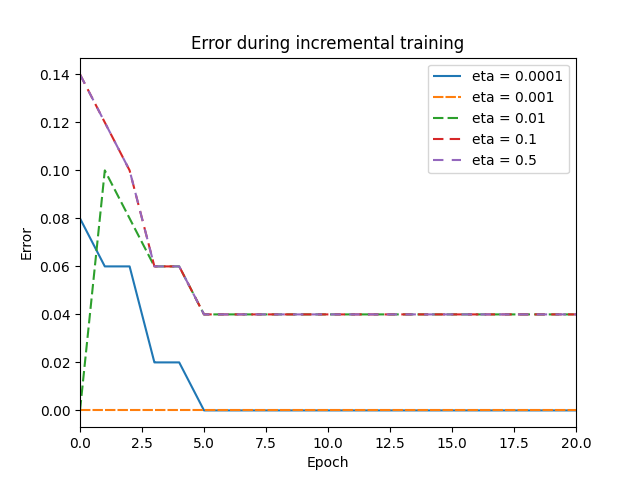 Error during incremental training
eta = 0.0001
eta = 0.001
eta = 0.01
eta = 0.1
eta = 0.5
Error
0.14
0.12
0.10
0.08
0.06
0.04
0.02
0.00
0.0 2.5 5.0 7.5 10.0 12.5 15.0 17.5 20.0
Epoch